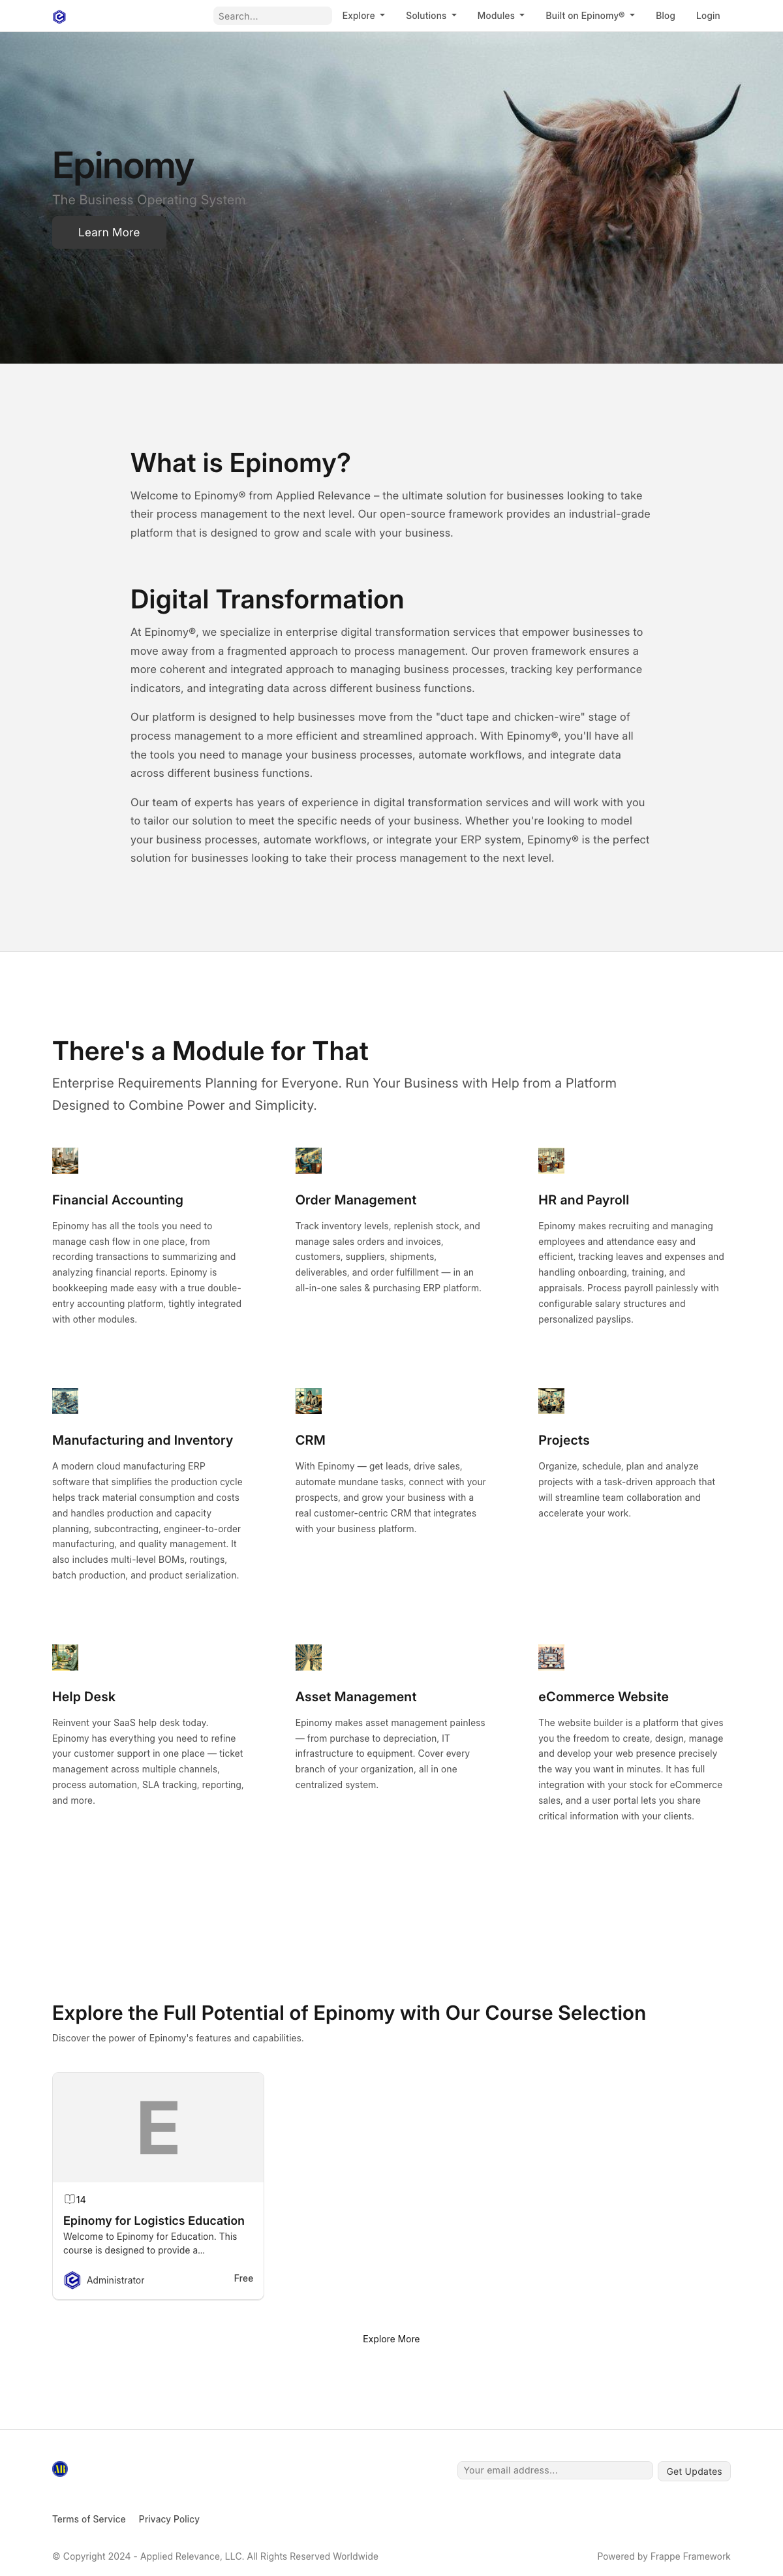 Search... Explore Solutions Modules Built on Epinomy® Blog Login
Epinomy
The Business Operating System
Learn More
What is Epinomy?
Welcome to Epinomy® from Applied Relevance – the ultimate solution for businesses looking to take
their process management to the next level. Our open-source framework provides an industrial-grade
platform that is designed to grow and scale with your business.
Digital Transformation
At Epinomy®, we specialize in enterprise digital transformation services that empower businesses to
move away from a fragmented approach to process management. Our proven framework ensures a
more coherent and integrated approach to managing business processes, tracking key performance
indicators, and integrating data across different business functions.
Our platform is designed to help businesses move from the "duct tape and chicken-wire" stage of
process management to a more efficient and streamlined approach. With Epinomy®, you'll have all
the tools you need to manage your business processes, automate workflows, and integrate data
across different business functions.
Our team of experts has years of experience in digital transformation services and will work with you
to tailor our solution to meet the specific needs of your business. Whether you're looking to model
your business processes, automate workflows, or integrate your ERP system, Epinomy® is the perfect
solution for businesses looking to take their process management to the next level.
There's a Module for That
Enterprise Requirements Planning for Everyone. Run Your Business with Help from a Platform
Designed to Combine Power and Simplicity.
Financial Accounting
Epinomy has all the tools you need to
manage cash flow in one place, from
recording transactions to summarizing and
analyzing financial reports. Epinomy is
bookkeeping made easy with a true double-
entry accounting platform, tightly integrated
with other modules.
Order Management
Track inventory levels, replenish stock, and
manage sales orders and invoices,
customers, suppliers, shipments,
deliverables, and order fulfillment — in an
all-in-one sales & purchasing ERP platform.
HR and Payroll
Epinomy makes recruiting and managing
employees and attendance easy and
efficient, tracking leaves and expenses and
handling onboarding, training, and
appraisals. Process payroll painlessly with
configurable salary structures and
personalized payslips.
Manufacturing and Inventory
A modern cloud manufacturing ERP
software that simplifies the production cycle
helps track material consumption and costs
and handles production and capacity
planning, subcontracting, engineer-to-order
manufacturing, and quality management. It
also includes multi-level BOMs, routings,
batch production, and product serialization.
CRM
With Epinomy — get leads, drive sales,
automate mundane tasks, connect with your
prospects, and grow your business with a
real customer-centric CRM that integrates
with your business platform.
Projects
Organize, schedule, plan and analyze
projects with a task-driven approach that
will streamline team collaboration and
accelerate your work.
Help Desk
Reinvent your SaaS help desk today.
Epinomy has everything you need to refine
your customer support in one place — ticket
management across multiple channels,
process automation, SLA tracking, reporting,
and more.
Asset Management
Epinomy makes asset management painless
— from purchase to depreciation, IT
infrastructure to equipment. Cover every
branch of your organization, all in one
centralized system.
eCommerce Website
The website builder is a platform that gives
you the freedom to create, design, manage
and develop your web presence precisely
the way you want in minutes. It has full
integration with your stock for eCommerce
sales, and a user portal lets you share
critical information with your clients.
Explore the Full Potential of Epinomy with Our Course Selection
Discover the power of Epinomy's features and capabilities.
E
14
Epinomy for Logistics Education
Welcome to Epinomy for Education. This
course is designed to provide a...
Administrator Free
Explore More
AR
Your email address... Get Updates
Terms of Service Privacy Policy
© Copyright 2024 - Applied Relevance, LLC. All Rights Reserved Worldwide Powered by Frappe Framework